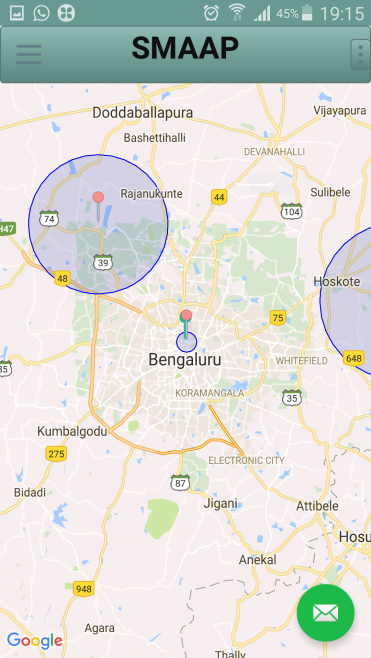 45% 19:15
SMAAP
Doddaballapura
Vijayapura
Bashettihalli
DEVANAHALLI
Rajanukunte
44
Sulibele
104
74
H47
39
48
Hoskote
75
Bengaluru
WHITEFIELD
648
35
KORAMANGALA
35
Kumbalgodu
275
ELECTRONIC CITY
87
Bidadi
Jigani
Attibele
Hosu
Anekal
948
Agara
Google
Thally